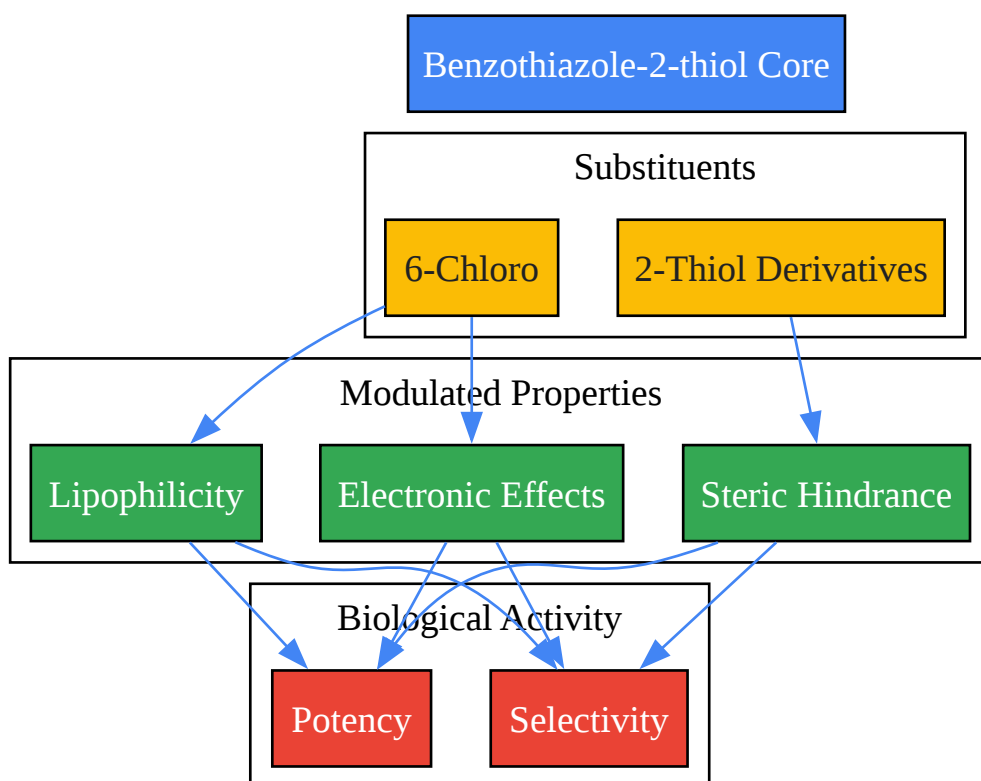 Benzothiazole-2-thiol Core
Substituents
6-Chloro
2-Thiol Derivatives
Modulated Properties
Lipophilicity
Electronic Effects
Steric Hindrance
Biological Activity
Potency
Selectivity